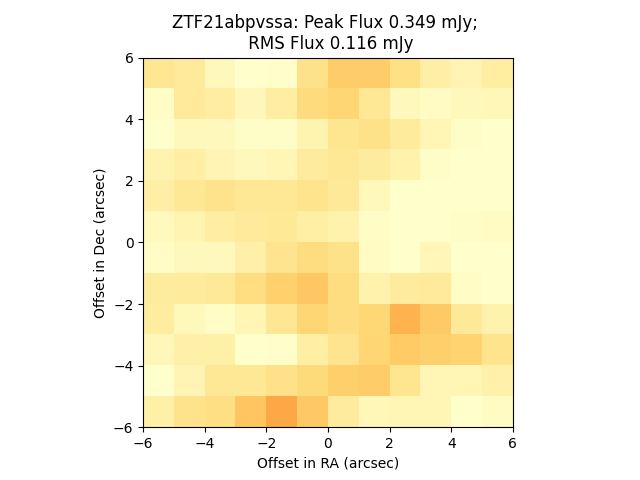 ZTF21abpvssa: Peak Flux 0.349 mJy;
RMS Flux 0.116 mJy
6
4
2
0
−2
−4
−6
Offset in Dec (arcsec)
−6 −4 −2 0 2 4 6
Offset in RA (arcsec)